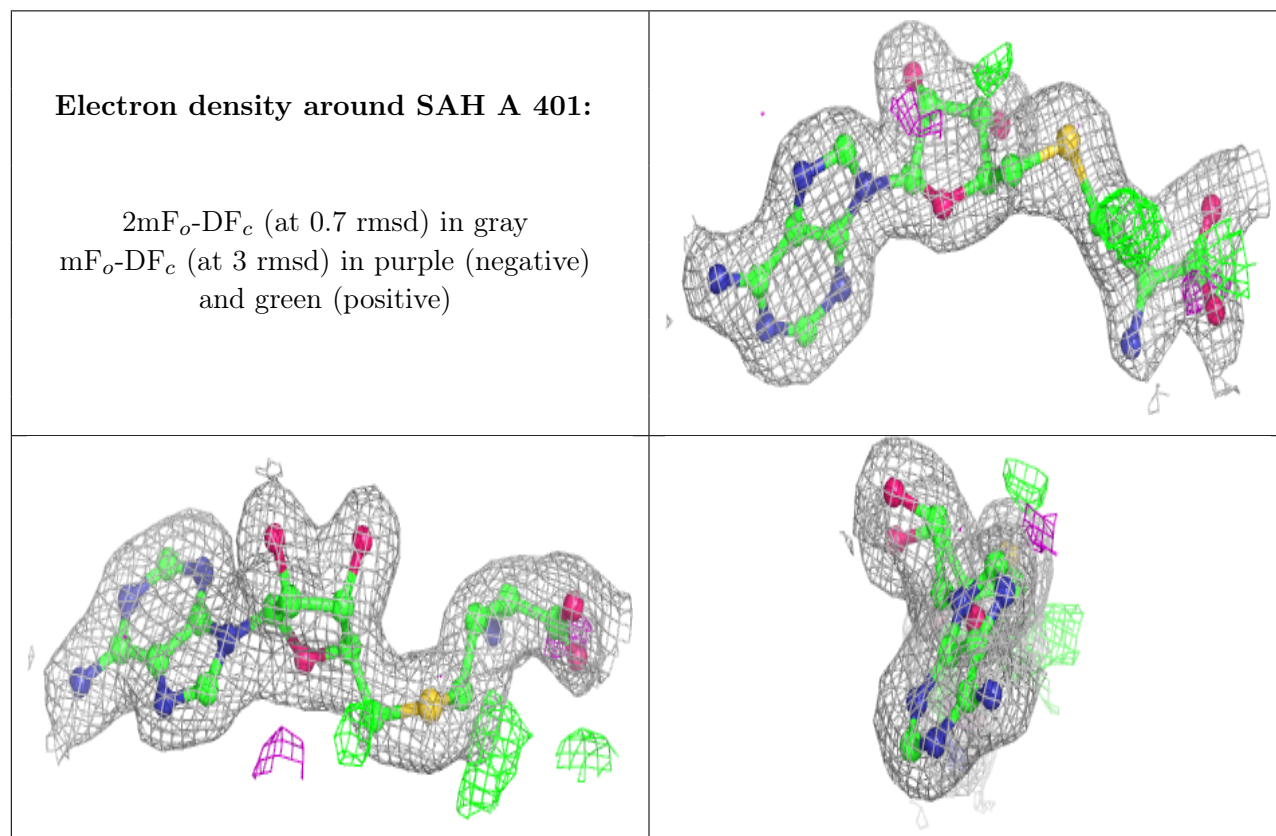 Electron density around SAH A 401:
2mFₒ-DF𝒸 (at 0.7 rmsd) in gray
mFₒ-DF𝒸 (at 3 rmsd) in purple (negative)
and green (positive)